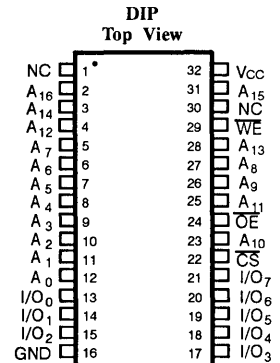 DIP
Top View
NC 1 32 VCC
A16 2 31 A15
A14 3 30 NC
A12 4 29 WE
A7 5 28 A13
A6 6 27 A8
A5 7 26 A9
A4 8 25 A11
A3 9 24 OE
A2 10 23 A10
A1 11 22 CS
A0 12 21 I/O7
I/O0 13 20 I/O6
I/O1 14 19 I/O5
I/O2 15 18 I/O4
GND 16 17 I/O3